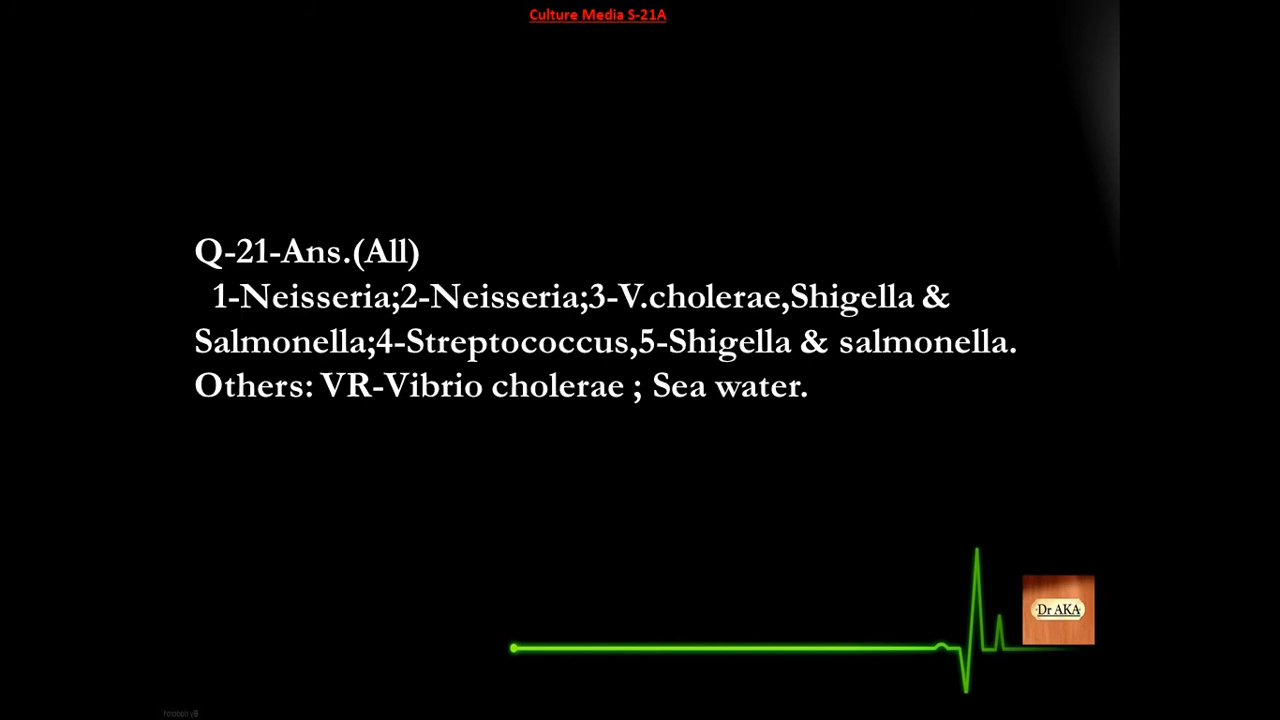 Culture Media S-21A
Q-21-Ans.(All)
1-Neisseria;2-Neisseria;3-V.cholerae,Shigella &
Salmonella;4-Streptococcus,5-Shigella & salmonella.
Others: VR-Vibrio cholerae ; Sea water.
Dr AKA